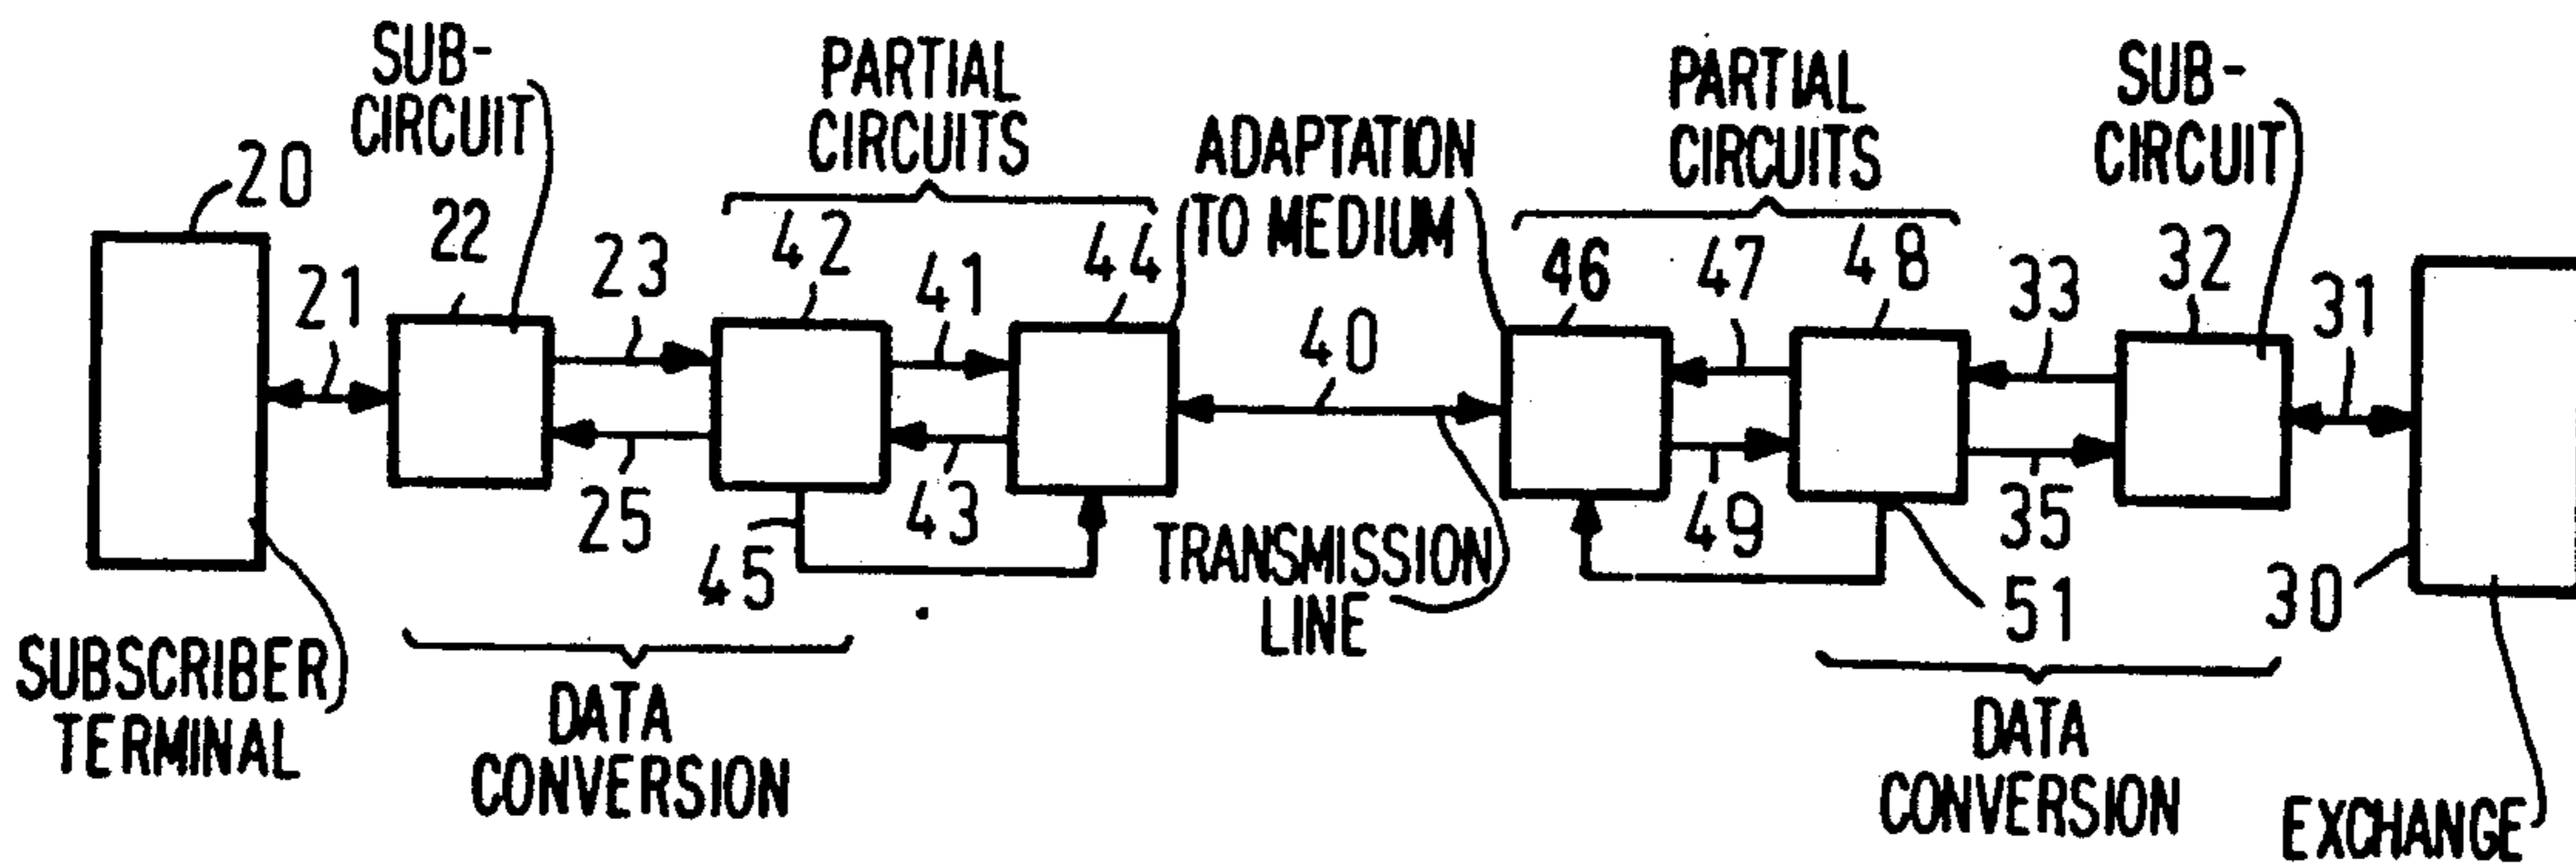 SUB-
CIRCUIT
PARTIAL
CIRCUITS
ADAPTATION
TO MEDIUM
PARTIAL
CIRCUITS
SUB-
CIRCUIT
20
21
22
23
42
41
44
40
46
47
48
33
32
31
25
45
43
49
35
51
30
TRANSMISSION
LINE
SUBSCRIBER
TERMINAL
DATA
CONVERSION
DATA
CONVERSION
EXCHANGE